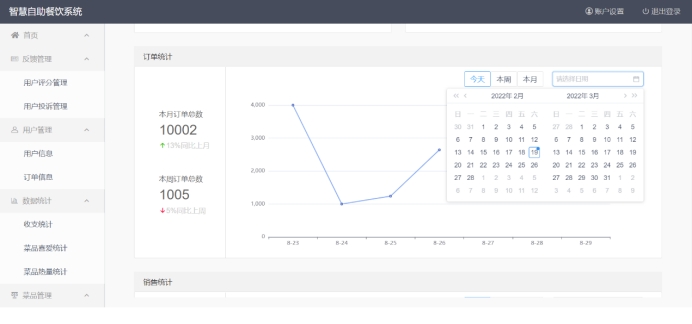 智慧自助餐饮系统
账户设置
退出登录
首页
反馈管理
用户评分管理
用户投诉管理
用户管理
用户信息
订单信息
数据统计
收支统计
菜品喜爱统计
菜品热量统计
菜品管理
订单统计
今天 本周 本月 请选择日期
本月订单总数
10002
13%同比上月
本周订单总数
1005
5%同比上周
4,000
3,000
2,000
1,000
0
8-23 8-24 8-25 8-26 8-27 8-28 8-29
2022年 2月
日 一 二 三 四 五 六
30 31 1 2 3 4 5
6 7 8 9 10 11 12
13 14 15 16 17 18 19
20 21 22 23 24 25 26
27 28 1 2 3 4 5
6 7 8 9 10 11 12
2022年 3月
日 一 二 三 四 五 六
27 28 1 2 3 4 5
6 7 8 9 10 11 12
13 14 15 16 17 18 19
20 21 22 23 24 25 26
27 28 29 30 31 1 2
3 4 5 6 7 8 9
销售统计